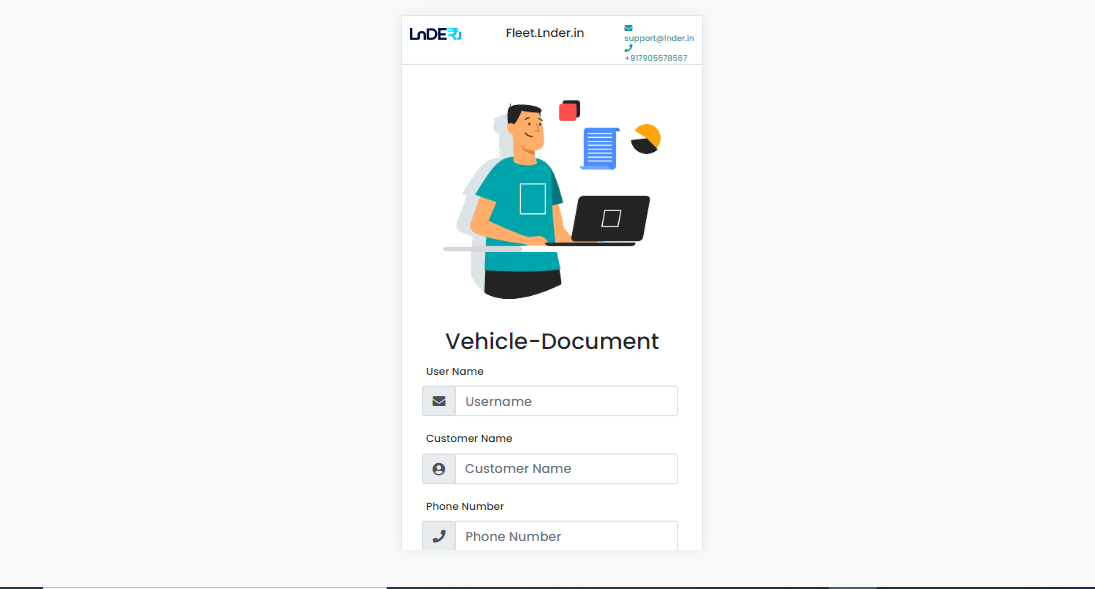 LnDER
Fleet.Lnder.in
support@lnder.in
+917905578567
Vehicle-Document
User Name
Username
Customer Name
Customer Name
Phone Number
Phone Number